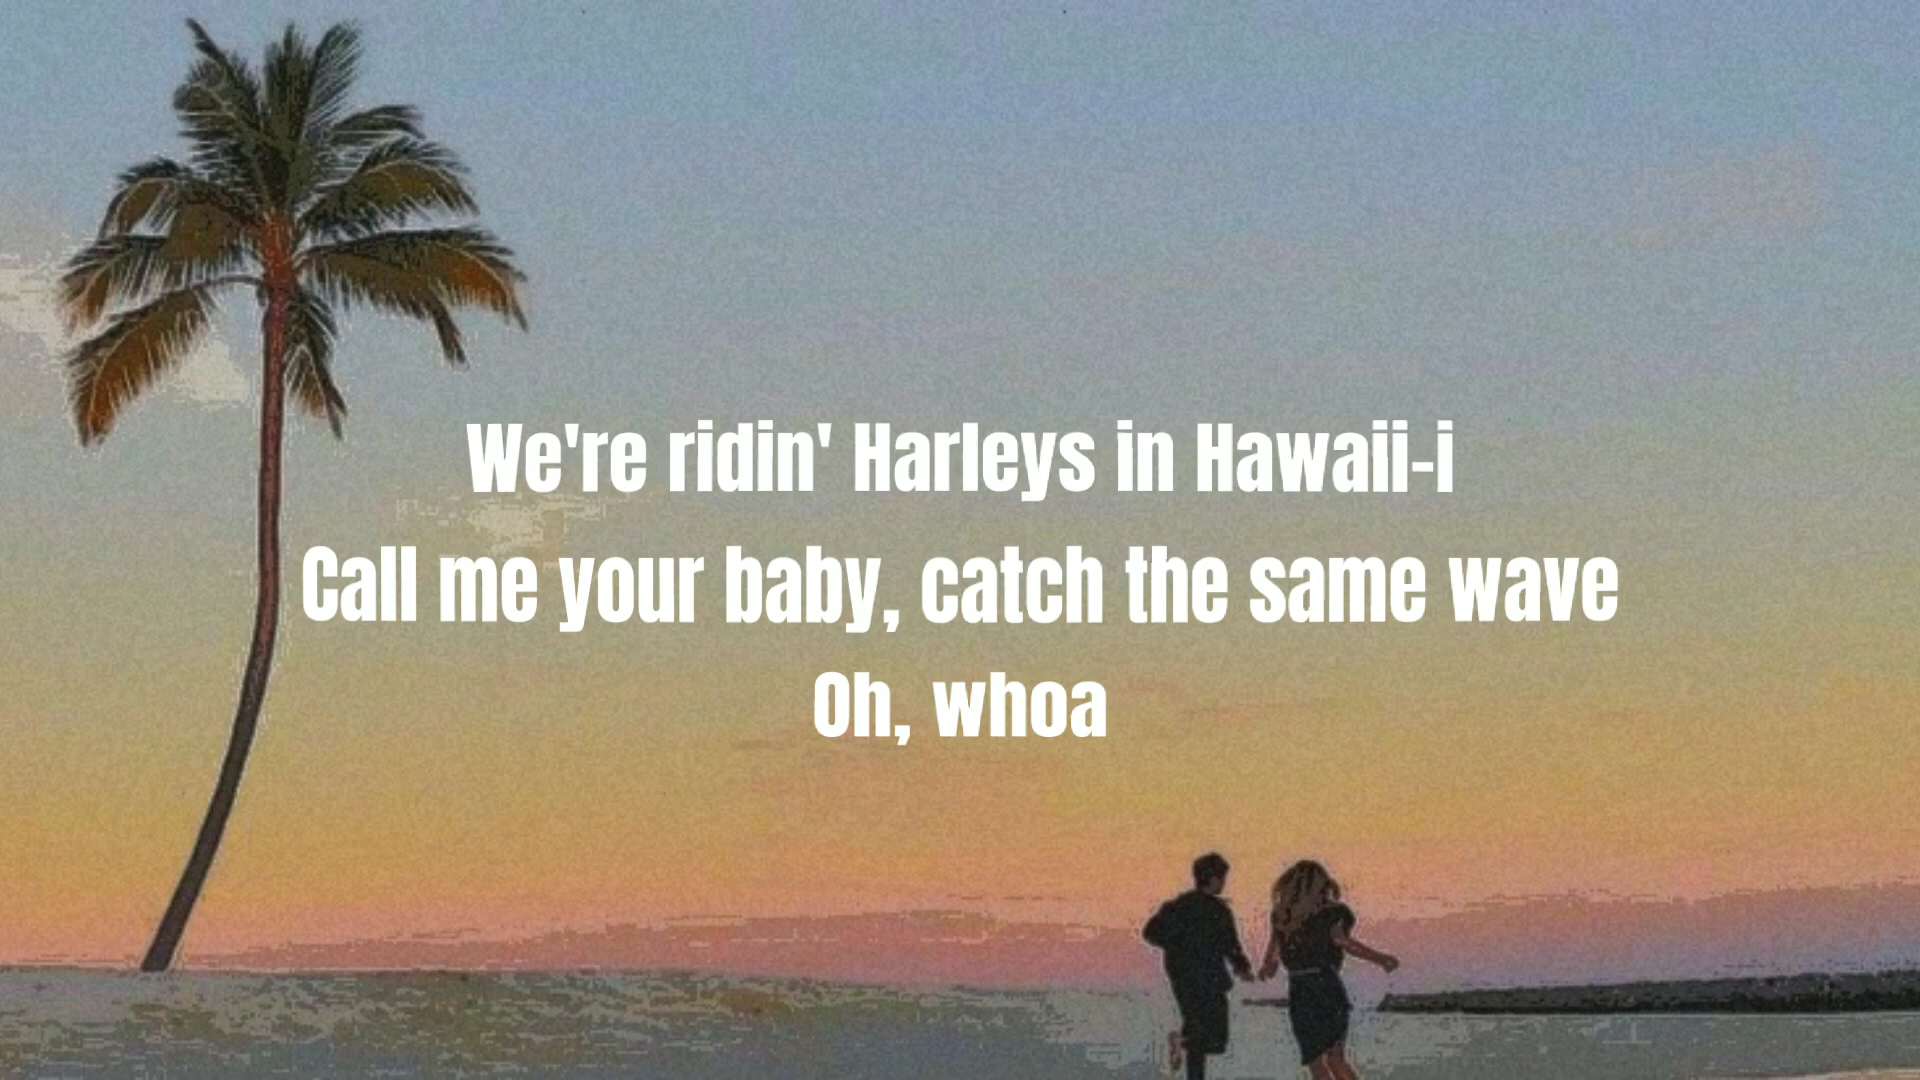 We're ridin' Harleys in Hawaii-i
Call me your baby, catch the same wave
Oh, whoa